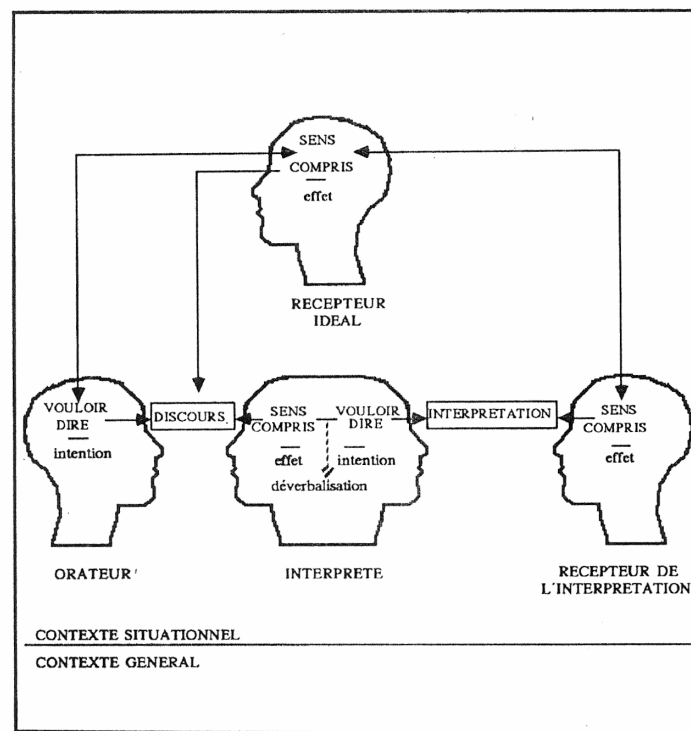 SENS
COMPRIS
effet
RECEPTEUR
IDEAL
VOULOIR
DIRE
intention
DISCOURS
SENS
COMPRIS
effet
VOULOIR
DIRE
intention
déverbalisation
INTERPRETATION
SENS
COMPRIS
effet
ORATEUR
INTERPRETE
RECEPTEUR DE
L'INTERPRETATION
CONTEXTE SITUATIONNEL
CONTEXTE GENERAL